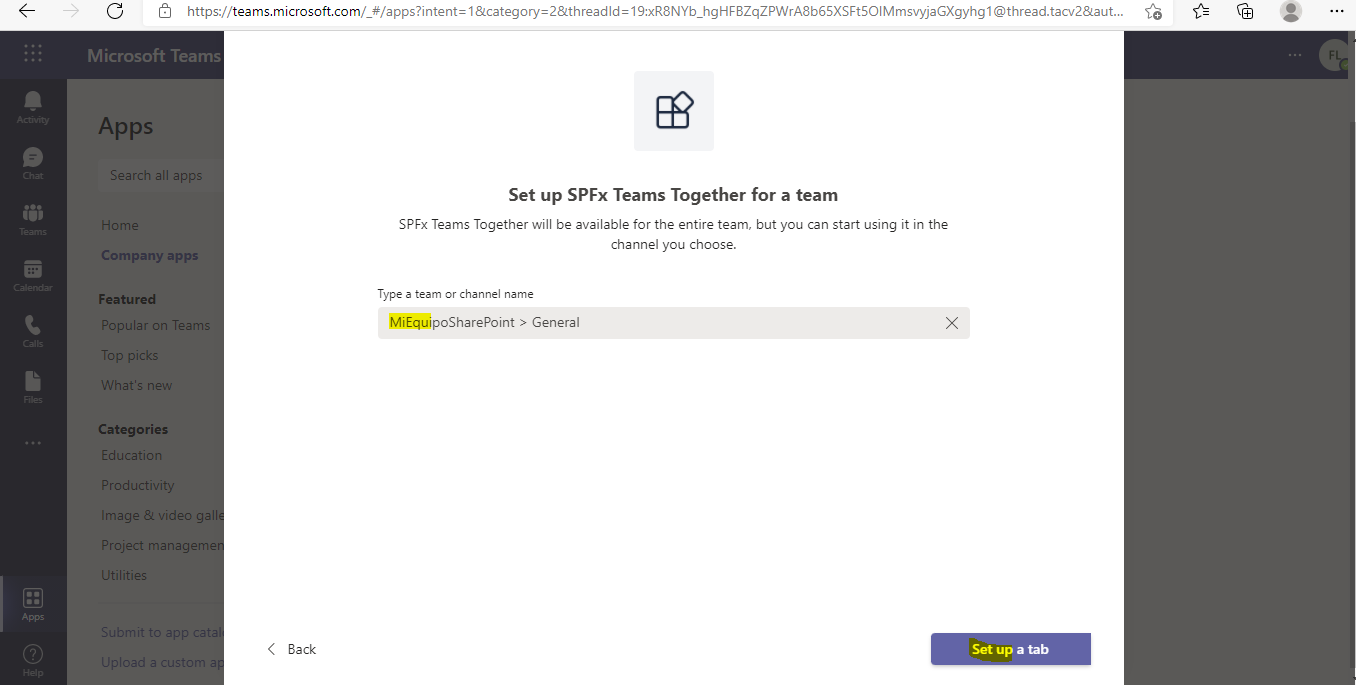 https://teams.microsoft.com/_#/apps?intent=1&category=2&threadId=19:xR8NYb_hgHFBZqZPWrA8b65XSFt5OlMmsvyjaGXgyhg1@thread.tacv2&aut...
Microsoft Teams
FL
Activity
Chat
Teams
Calendar
Calls
Files
Apps
Help
Apps
Search all apps
Home
Company apps
Featured
Popular on Teams
Top picks
What's new
Categories
Education
Productivity
Image & video galle
Project managemen
Utilities
Submit to app catal
Upload a custom ap
Set up SPFx Teams Together for a team
SPFx Teams Together will be available for the entire team, but you can start using it in the
channel you choose.
Type a team or channel name
MiEquipoSharePoint > General
Back
Set up a tab